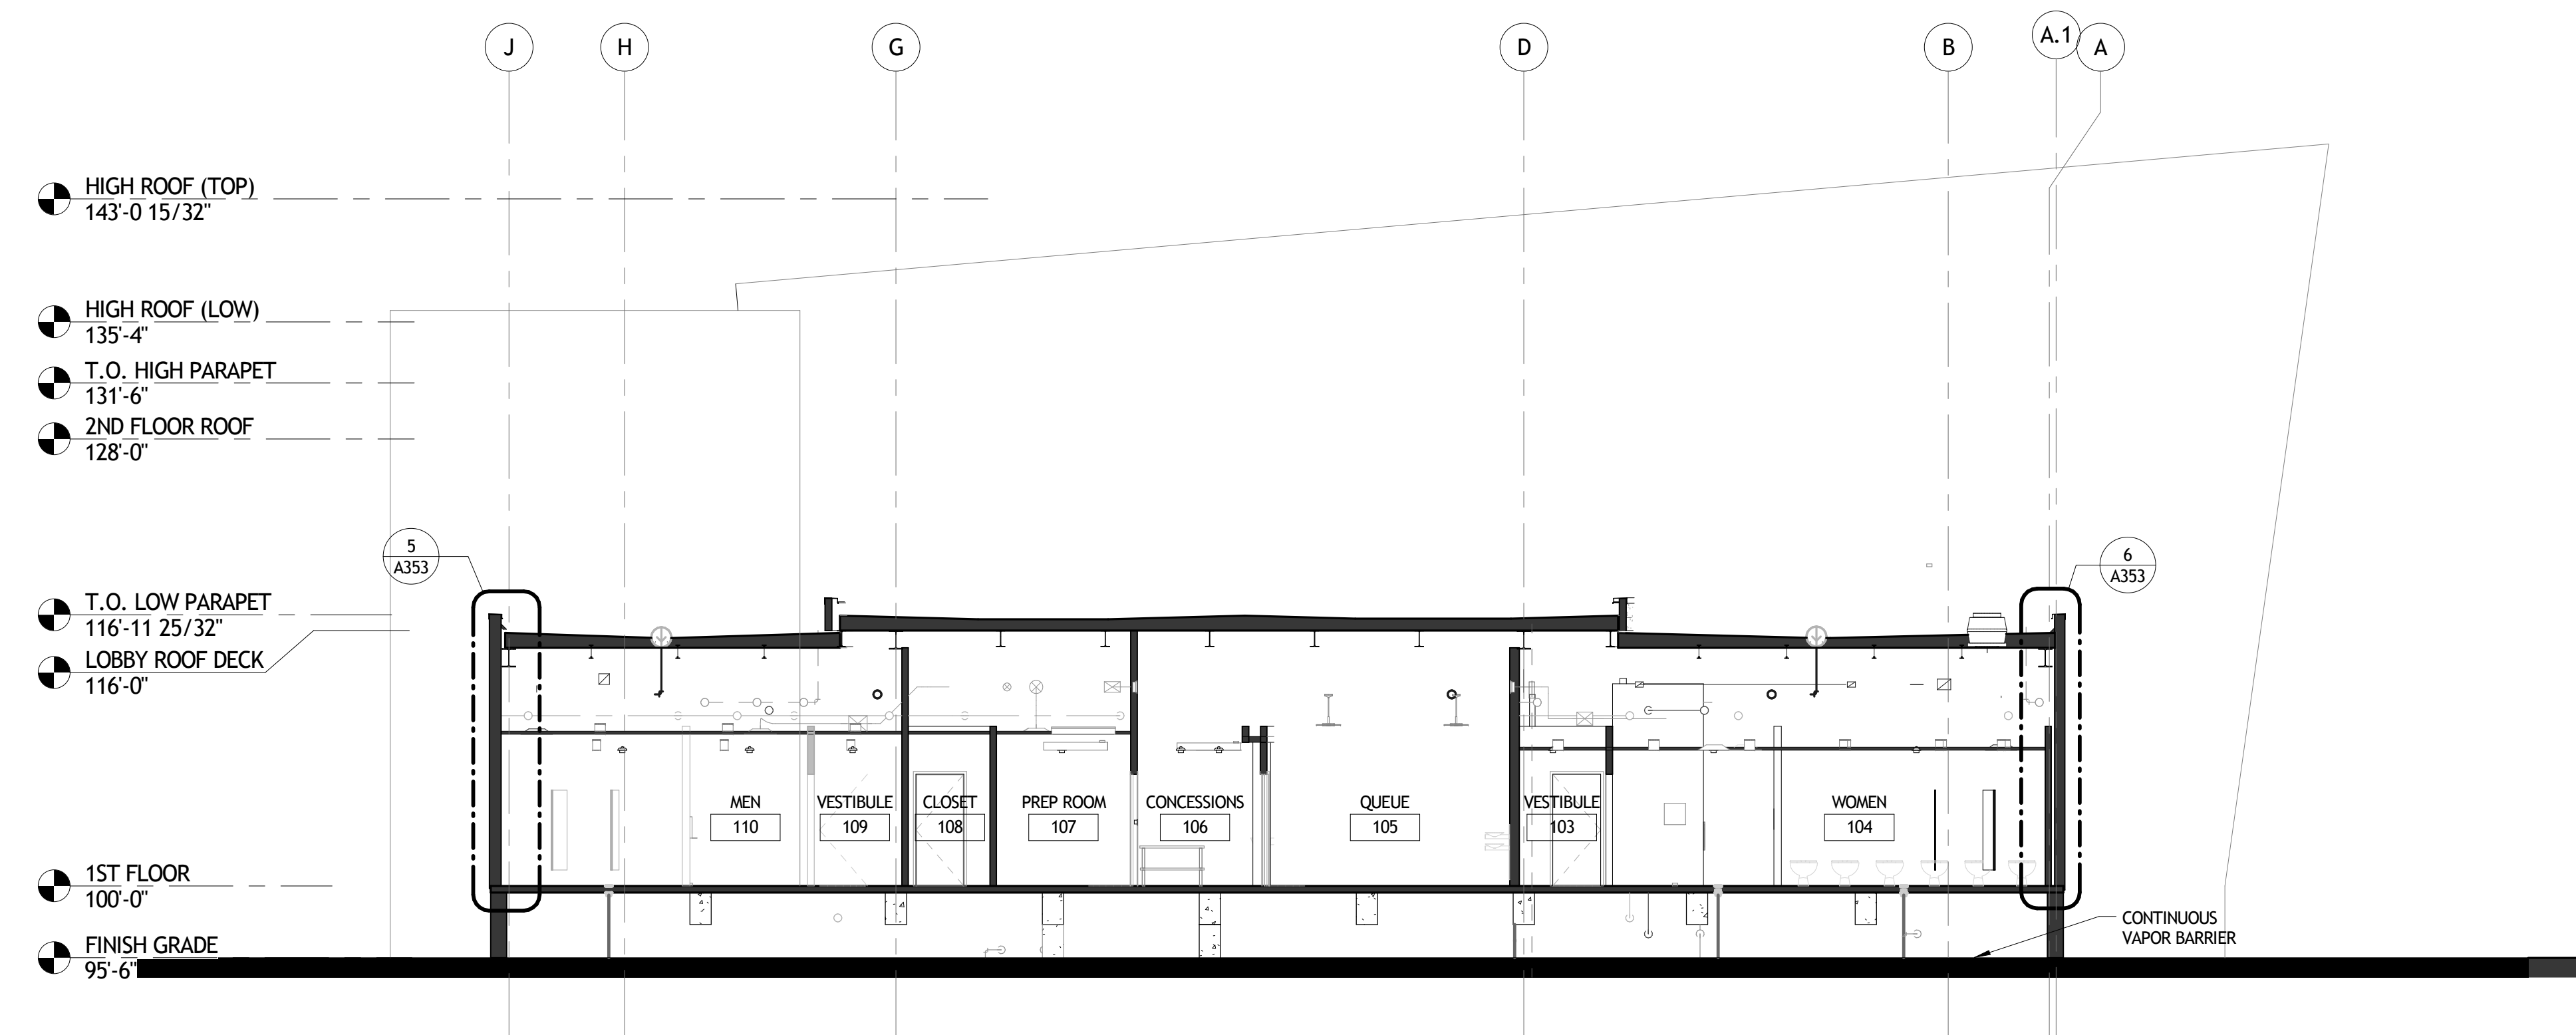 J
H
G
D
B
A.1
A
HIGH ROOF (TOP)
143'-0 15/32"
HIGH ROOF (LOW)
135'-4"
T.O. HIGH PARAPET
131'-6"
2ND FLOOR ROOF
128'-0"
5
A353
6
A353
T.O. LOW PARAPET
116'-11 25/32"
LOBBY ROOF DECK
116'-0"
MEN
110
VESTIBULE
109
CLOSET
108
PREP ROOM
107
CONCESSIONS
106
QUEUE
105
VESTIBULE
103
WOMEN
104
1ST FLOOR
100'-0"
CONTINUOUS
VAPOR BARRIER
FINISH GRADE
95'-6"